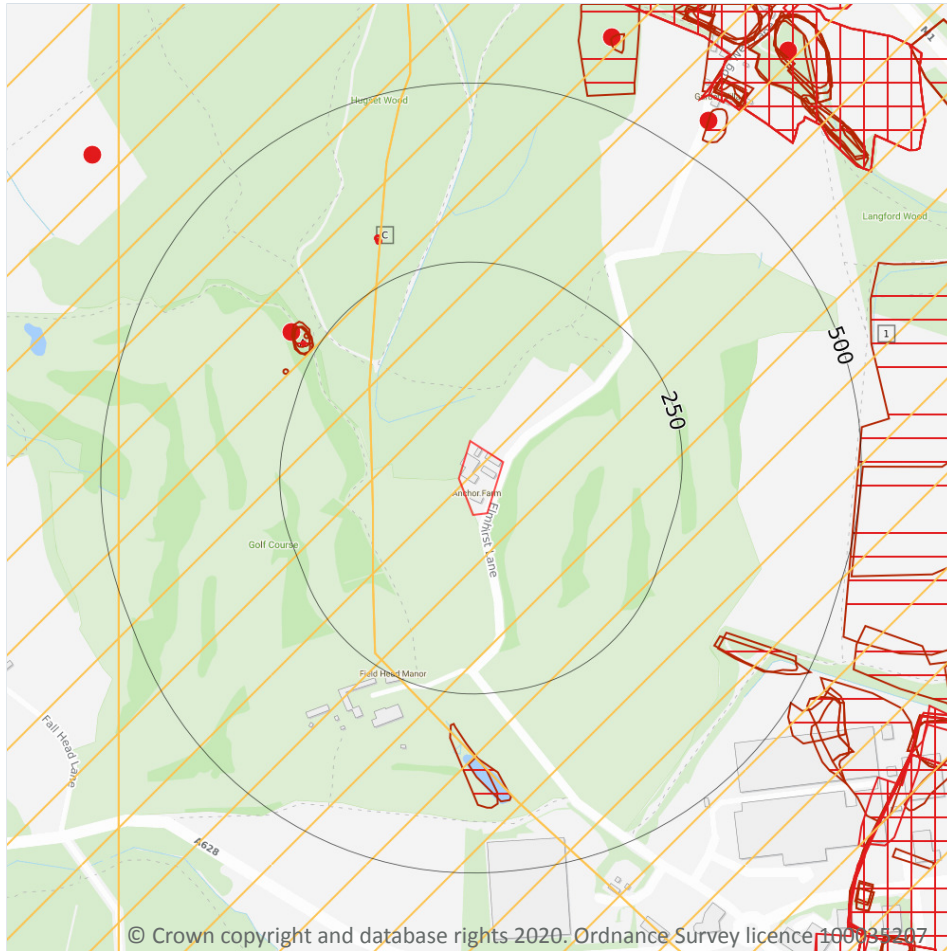 Hugset Wood
C
Langford Wood
1
500
250
Anchor Farm
Elmhirst Lane
Golf Course
Field Head Manor
Fall Head Lane
A628
© Crown copyright and database rights 2020. Ordnance Survey licence